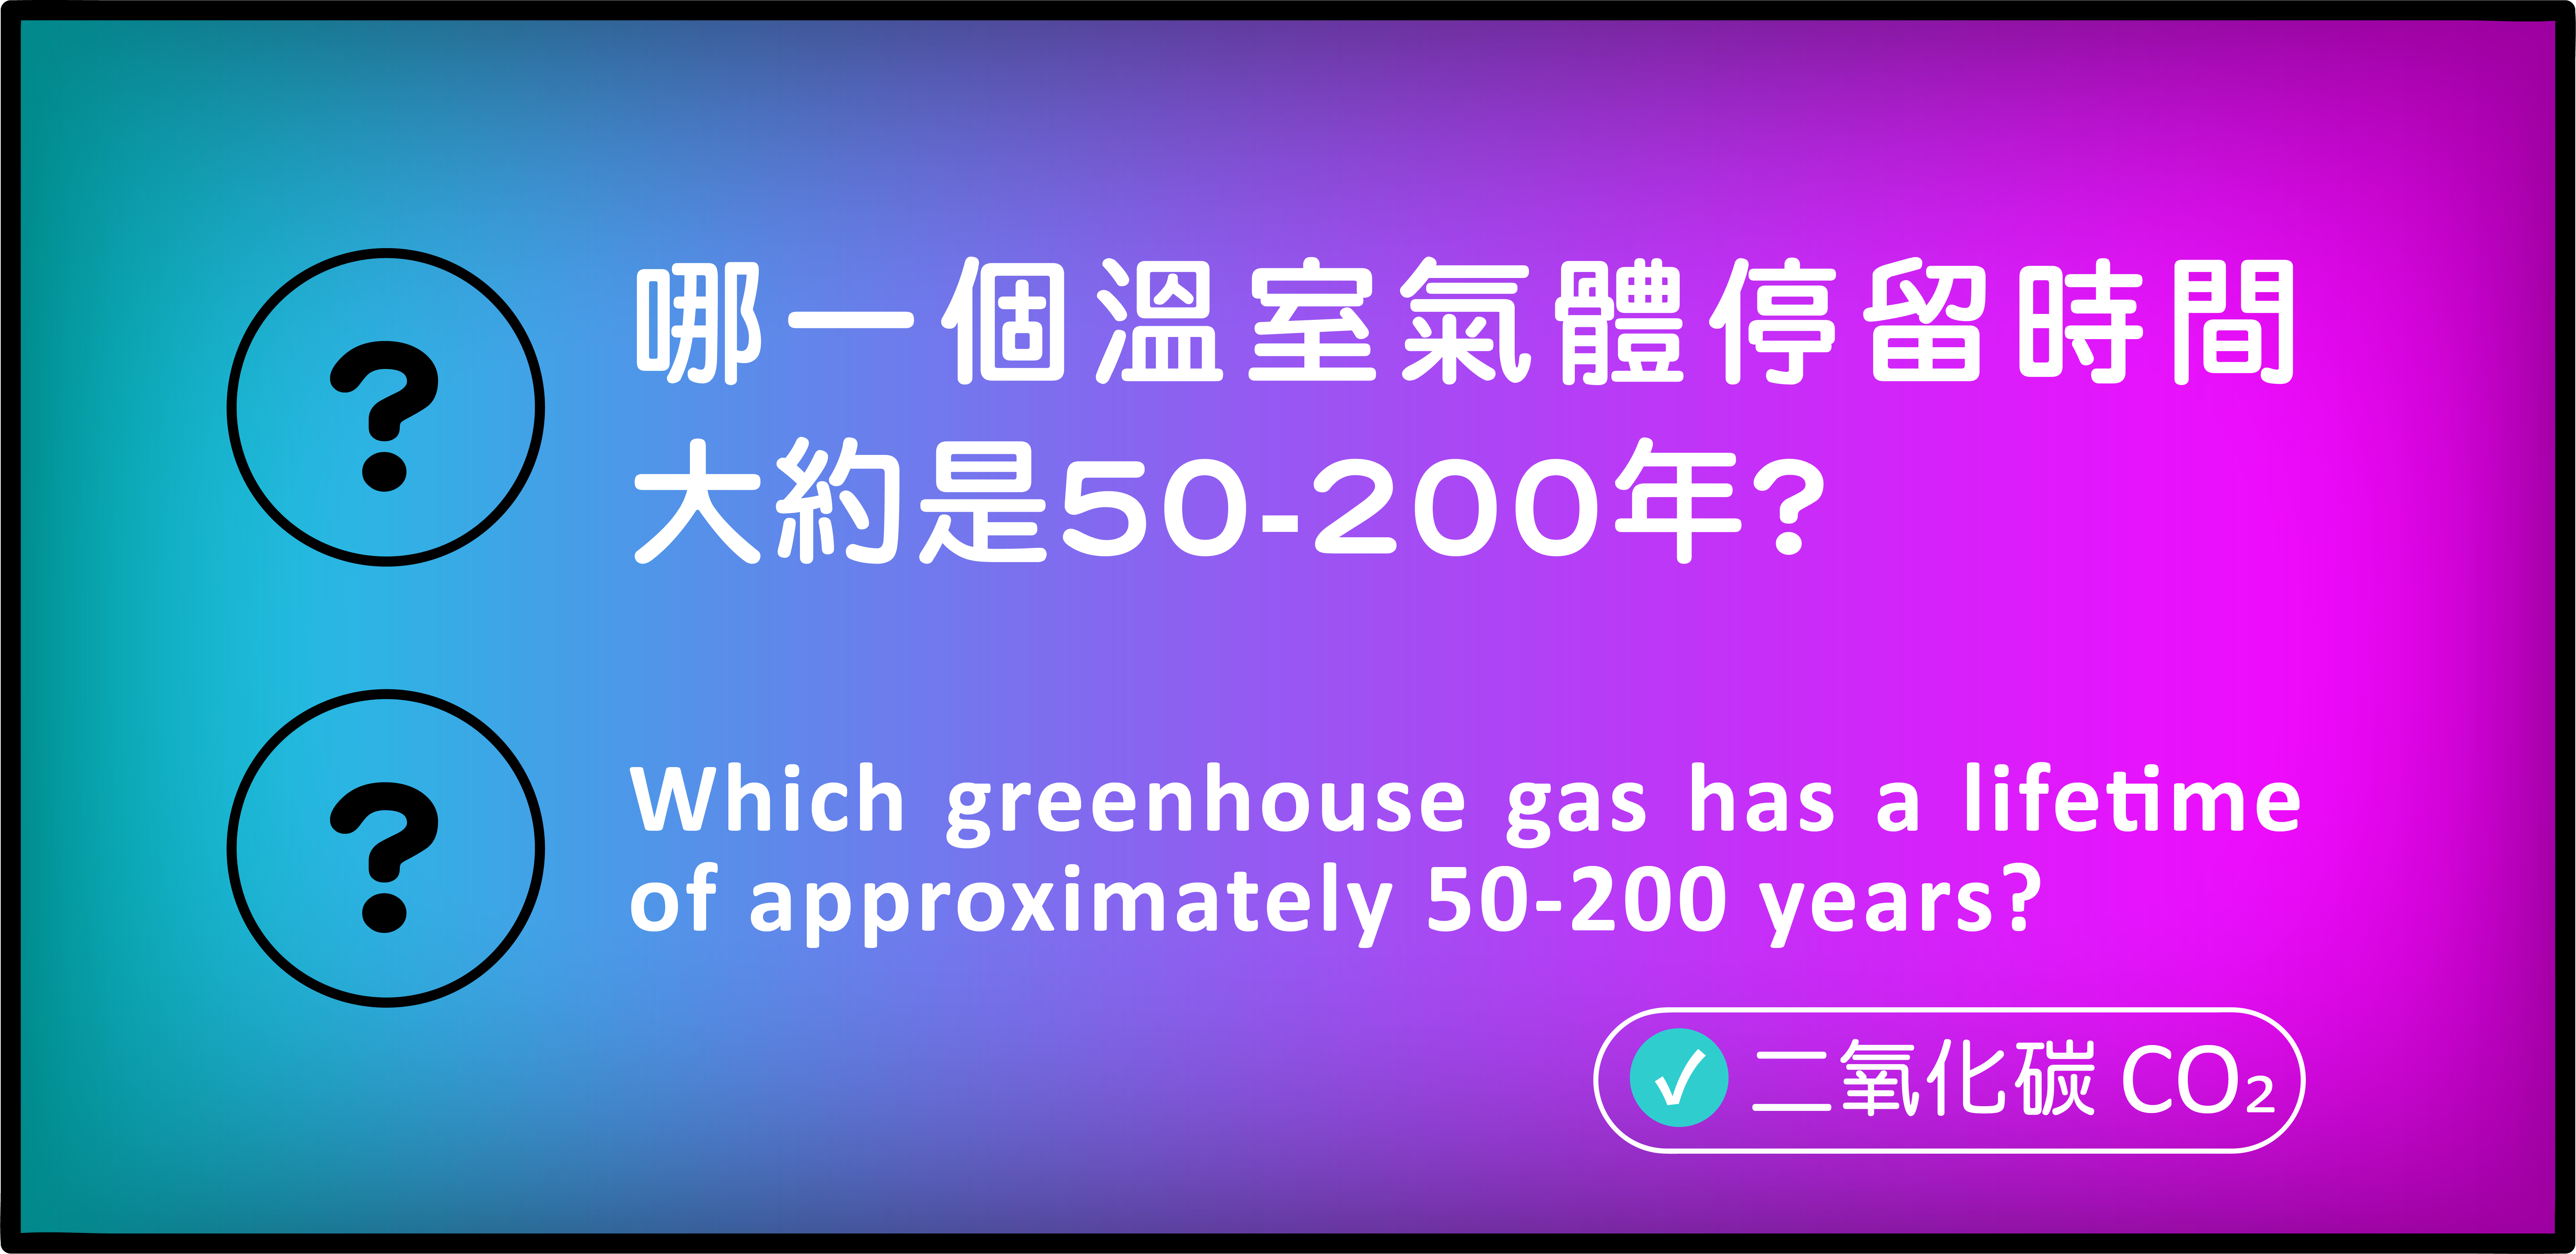 ?
哪一個溫室氣體停留時間
大約是50-200年?
?
Which greenhouse gas has a lifetime
of approximately 50-200 years?
✓ 二氧化碳 CO₂